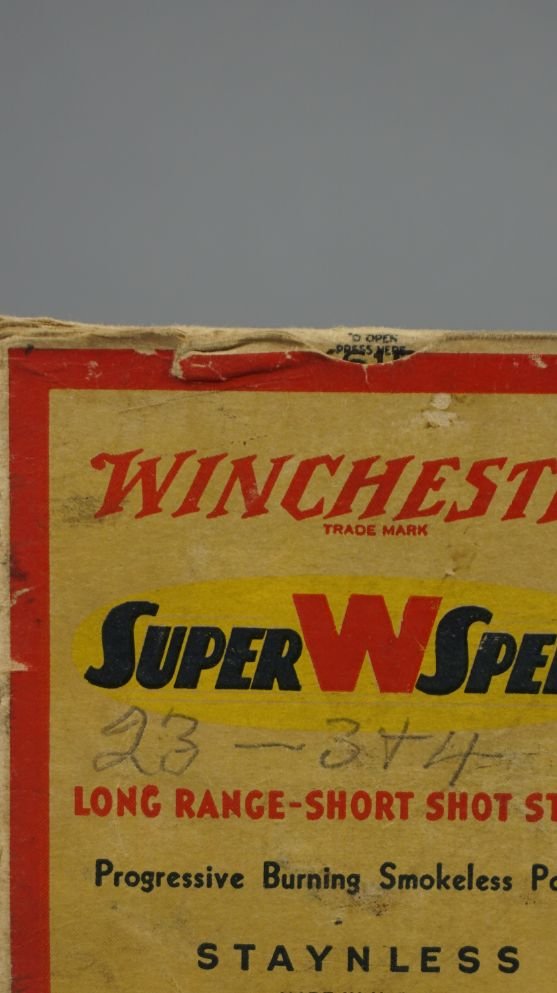 TO OPEN
PRESS HERE
WINCHEST
TRADE MARK
SUPER W SPE
23 — 3+4
LONG RANGE-SHORT SHOT ST
Progressive Burning Smokeless Po
STAYNLESS